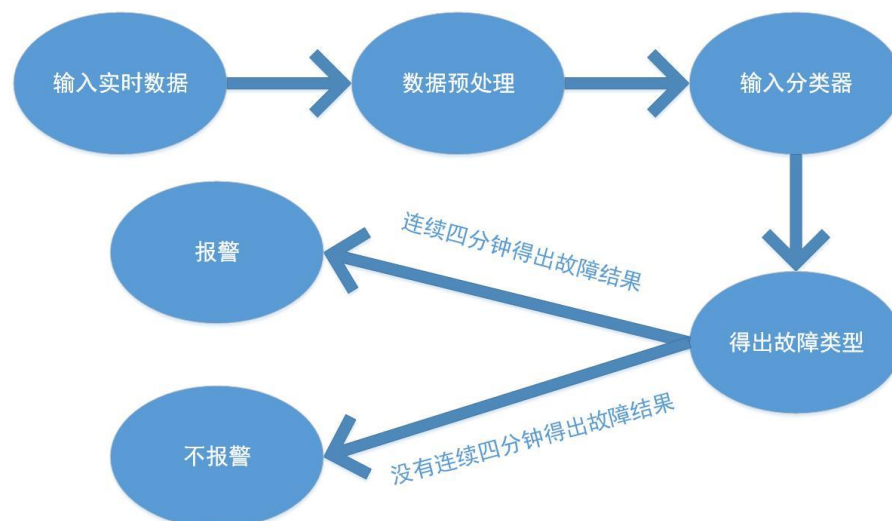 输入实时数据
数据预处理
输入分类器
连续四分钟得出故障结果
报警
得出故障类型
没有连续四分钟得出故障结果
不报警